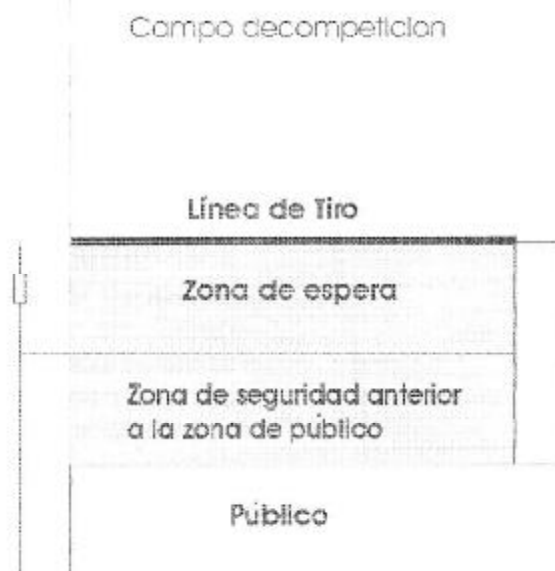 Campo decompeticion
Línea de Tiro
Zona de espera
Zona de seguridad anterior
a la zona de público
Público